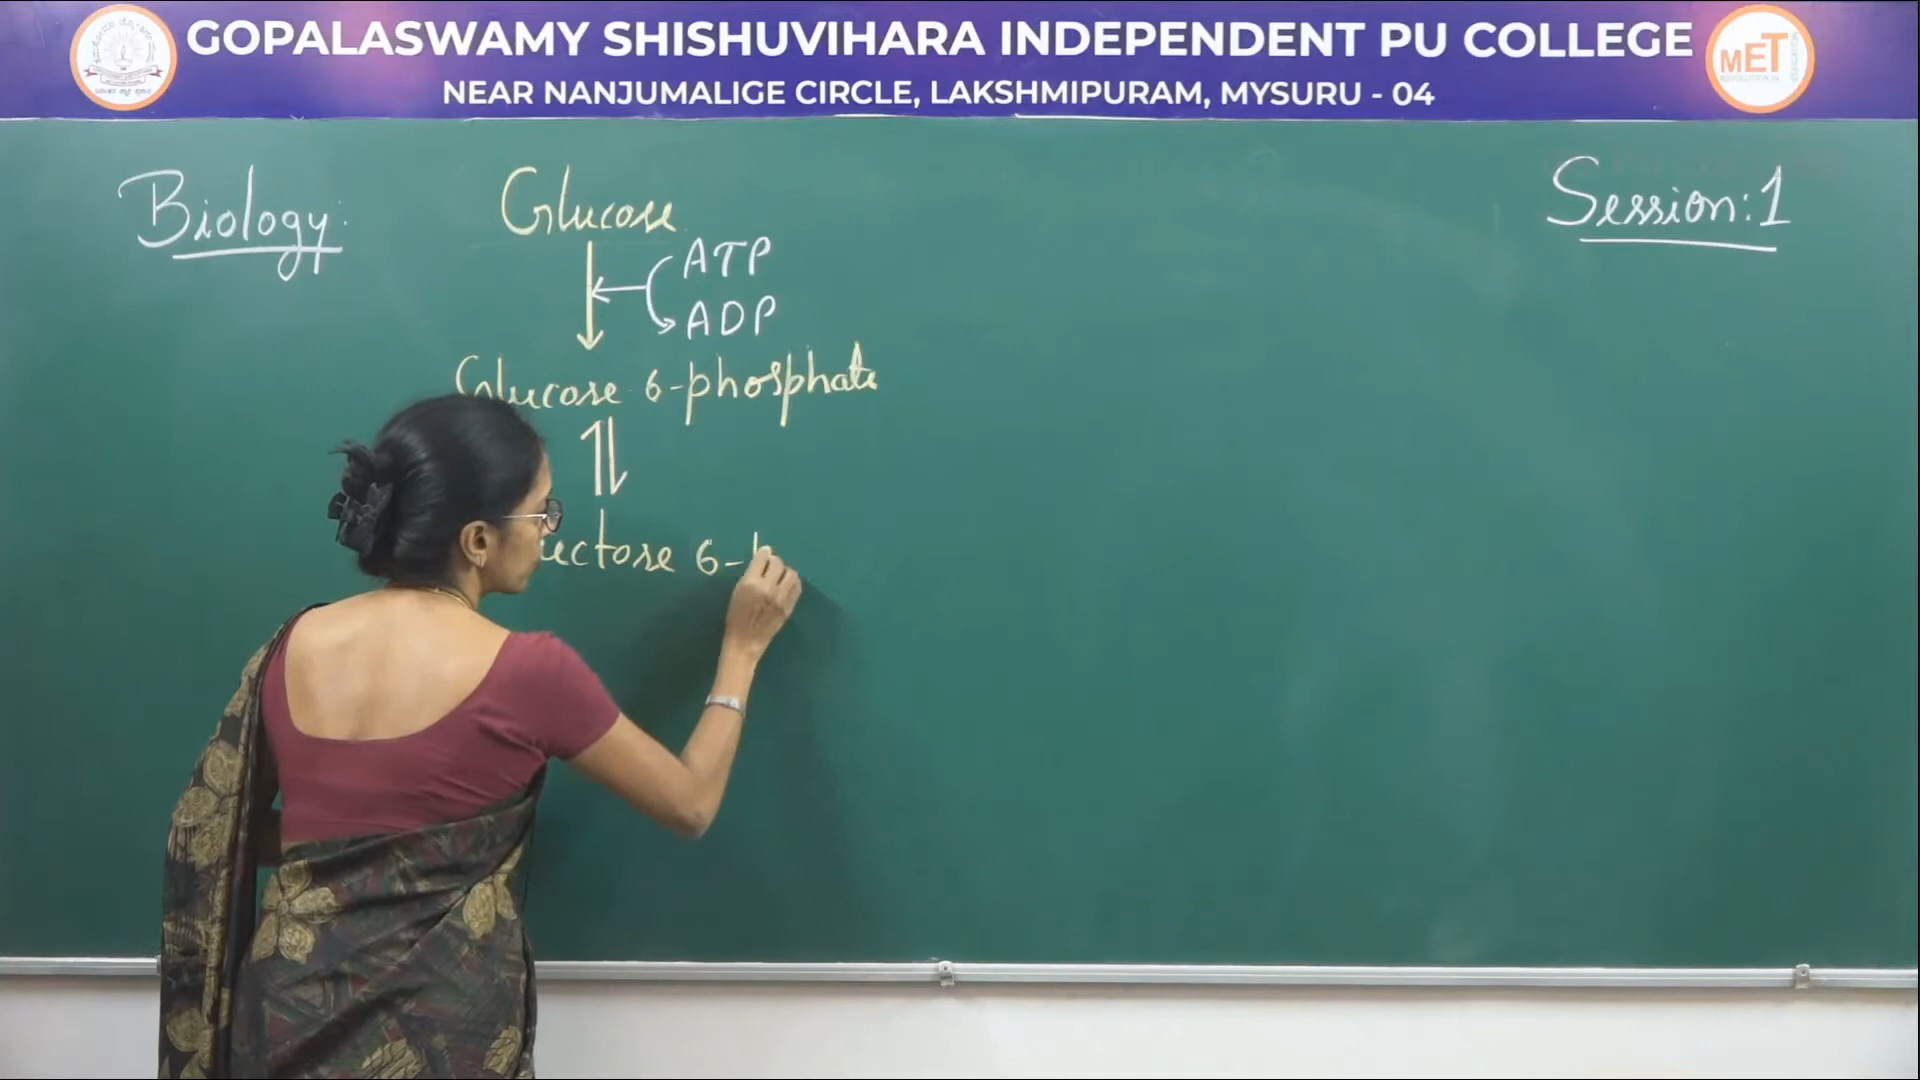 GOPALASWAMY SHISHUVIHARA INDEPENDENT PU COLLEGE
NEAR NANJUMALIGE CIRCLE, LAKSHMIPURAM, MYSURU - 04
MET
Biology:
Session: 1
Glucose
ATP
ADP
Glucose 6-phosphate
uctose 6-